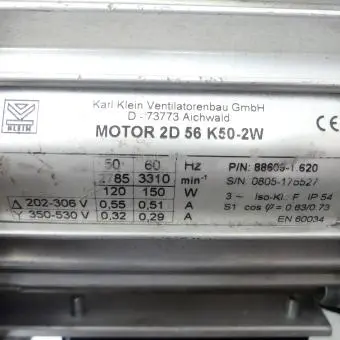 Karl Klein Ventilatorenbau GmbH
D - 73773 Aichwald
KLEIN
MOTOR 2D 56 K50-2W
CE
50 60 Hz P/N: 88609-1.620
2785 3310 min⁻¹ S/N: 0805-175527
120 150 W 3 ~ Iso-Kl.: F IP 54
Δ 202-306 V 0,55 0,51 A S1 cos φ = 0.63/0.73
Y 350-530 V 0,32 0,29 A EN 60034